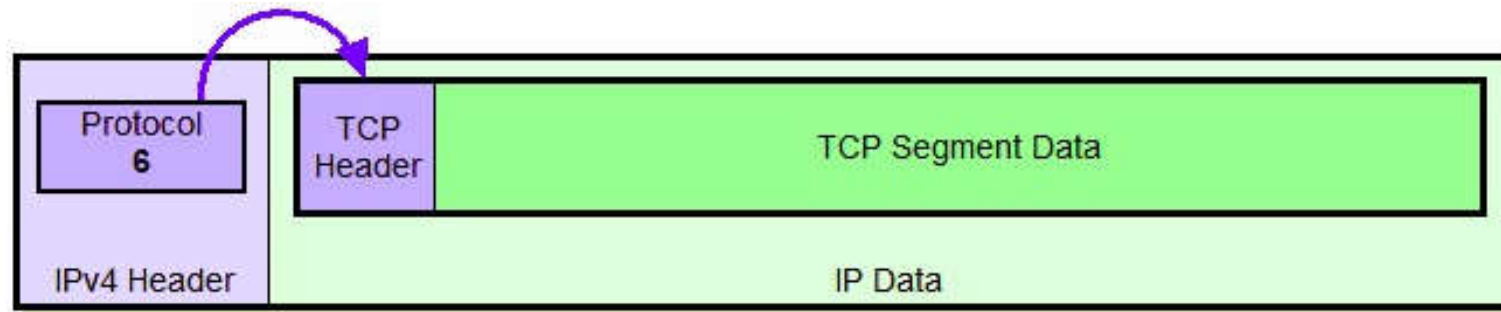 Protocol
6
TCP
Header
TCP Segment Data
IPv4 Header
IP Data